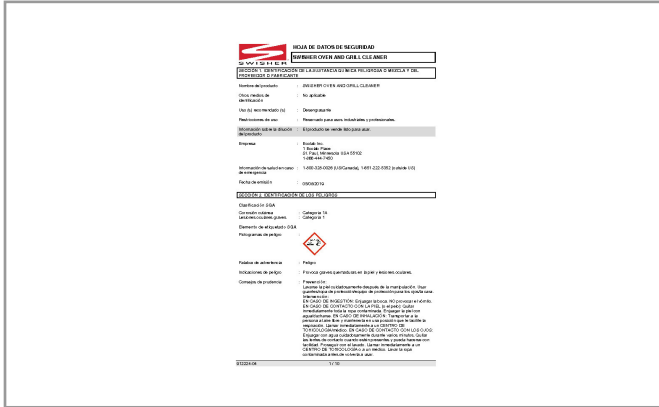 SWISHER
HOJA DE DATOS DE SEGURIDAD
SWISHER OVEN AND GRILL CLEANER
SECCIÓN 1. IDENTIFICACIÓN DE LA SUSTANCIA QUÍMICA PELIGROSA O MEZCLA Y DEL
PROVEEDOR O FABRICANTE
Nombre del producto : SWISHER OVEN AND GRILL CLEANER
Otros medios de : No aplicable
identificación
Uso(s) recomendado(s) : Desengrasante
Restricciones de uso : Reservado para usos industriales y profesionales.
Información sobre la dilución : El producto se vende listo para usar.
del producto
Empresa : Ecolab Inc.
1 Ecolab Place
St. Paul, Minnesota USA 55102
1-866-444-7450
Información de salud en caso : 1-800-328-0026 (US/Canada), 1-651-222-5352 (outside US)
de emergencia
Fecha de emisión : 06/08/2019
SECCIÓN 2. IDENTIFICACIÓN DE LOS PELIGROS
Clasificación SGA
Corrosión cutánea : Categoría 1A
Lesiones oculares graves : Categoría 1
Elemento de etiquetado SGA
Pictogramas de peligro :
Palabra de advertencia : Peligro
Indicaciones de peligro : Provoca graves quemaduras en la piel y lesiones oculares.
Consejos de prudencia : Prevención:
Lavarse la piel cuidadosamente después de la manipulación. Usar
guantes/ropa de protección/equipo de protección para los ojos/la cara.
Intervención:
EN CASO DE INGESTIÓN: Enjuagar la boca. NO provocar el vómito.
EN CASO DE CONTACTO CON LA PIEL (o el pelo): Quitar
inmediatamente toda la ropa contaminada. Enjuagar la piel con
agua/ducharse. EN CASO DE INHALACIÓN: Transportar a la
persona al aire libre y mantenerla en una posición que le facilite la
respiración. Llamar inmediatamente a un CENTRO DE
TOXICOLOGÍA/médico. EN CASO DE CONTACTO CON LOS OJOS:
Enjuagar con agua cuidadosamente durante varios minutos. Quitar
las lentes de contacto cuando estén presentes y pueda hacerse con
facilidad. Proseguir con el lavado. Llamar inmediatamente a un
CENTRO DE TOXICOLOGÍA o a un médico. Lavar la ropa
contaminada antes de volverla a usar.
1 / 10